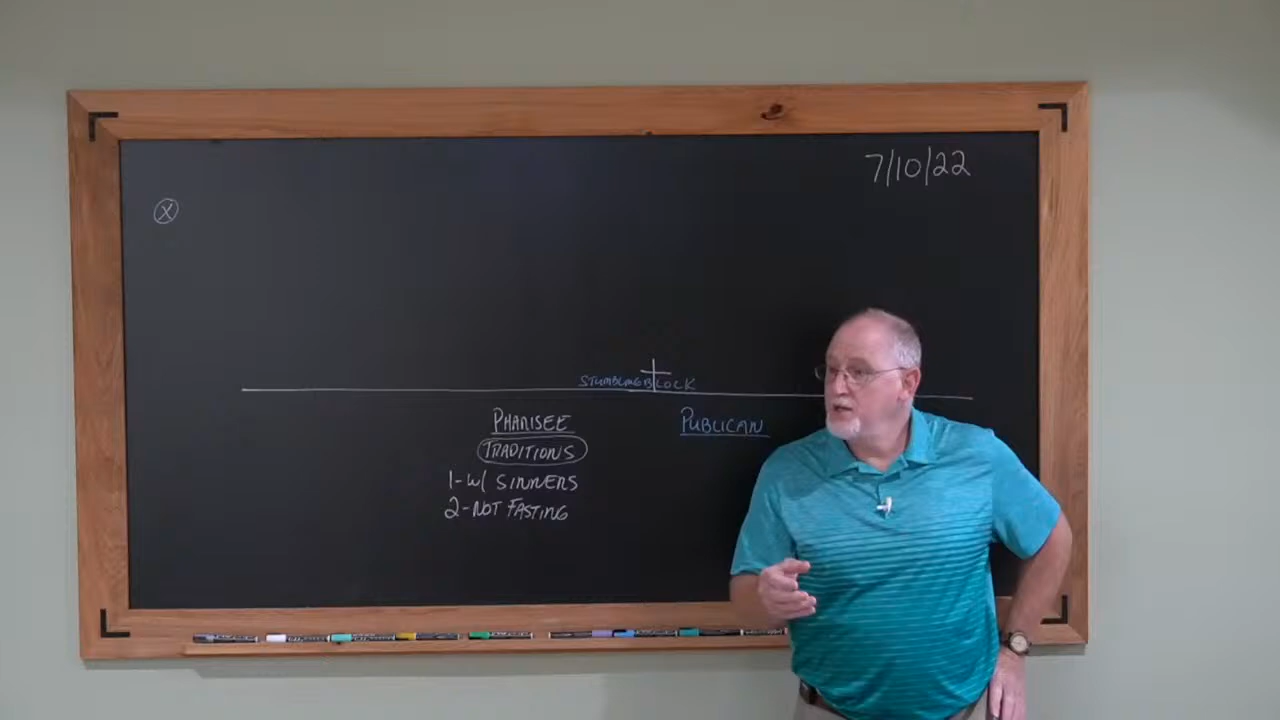 7/10/22
X
STUMBLINGBLOCK
PHARISEE
PUBLICAN
TRADITIONS
1-W/ SINNERS
2-NOT FASTING